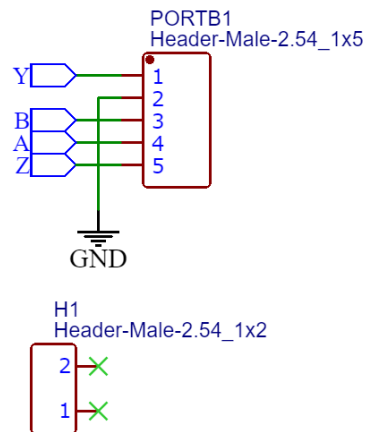 PORTB1
Header-Male-2.54_1x5
Y 1
2
B 3
A 4
Z 5
GND
H1
Header-Male-2.54_1x2
2
1